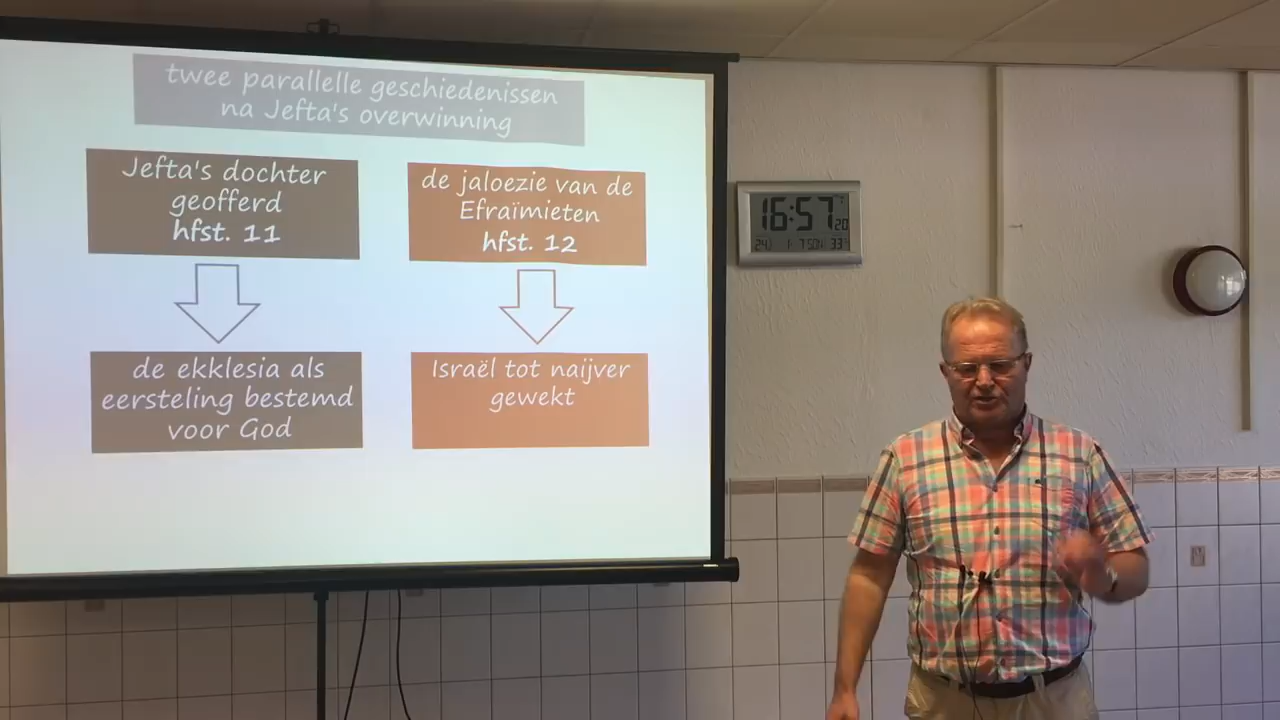 twee parallelle geschiedenissen
na Jefta's overwinning
Jefta's dochter
geofferd
hfst. 11
de jaloezie van de
Efraïmieten
hfst. 12
de ekklesia als
eersteling bestemd
voor God
Israël tot naijver
gewekt
16:57 20